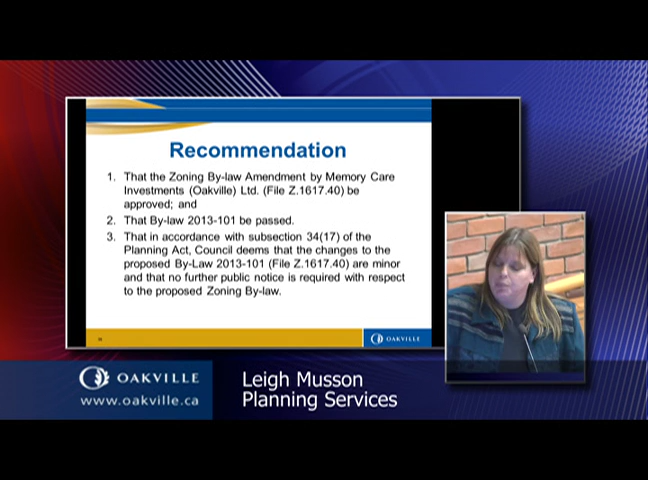 Recommendation
1. That the Zoning By-law Amendment by Memory Care
Investments (Oakville) Ltd. (File Z.1617.40) be
approved; and
2. That By-law 2013-101 be passed.
3. That in accordance with subsection 34(17) of the
Planning Act, Council deems that the changes to the
proposed By-Law 2013-101 (File Z.1617.40) are minor
and that no further public notice is required with respect
to the proposed Zoning By-law.
OAKVILLE
OAKVILLE
www.oakville.ca
Leigh Musson
Planning Services